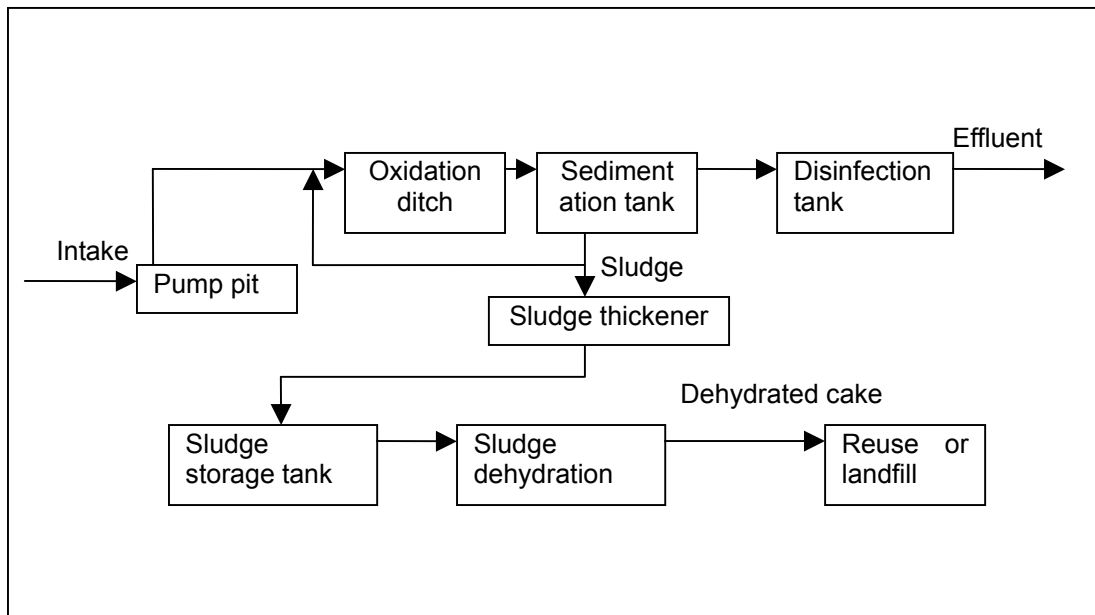 Effluent
Oxidation
ditch
Sediment
ation tank
Disinfection
tank
Intake
Pump pit
Sludge
Sludge thickener
Dehydrated cake
Sludge
storage tank
Sludge
dehydration
Reuse or
landfill